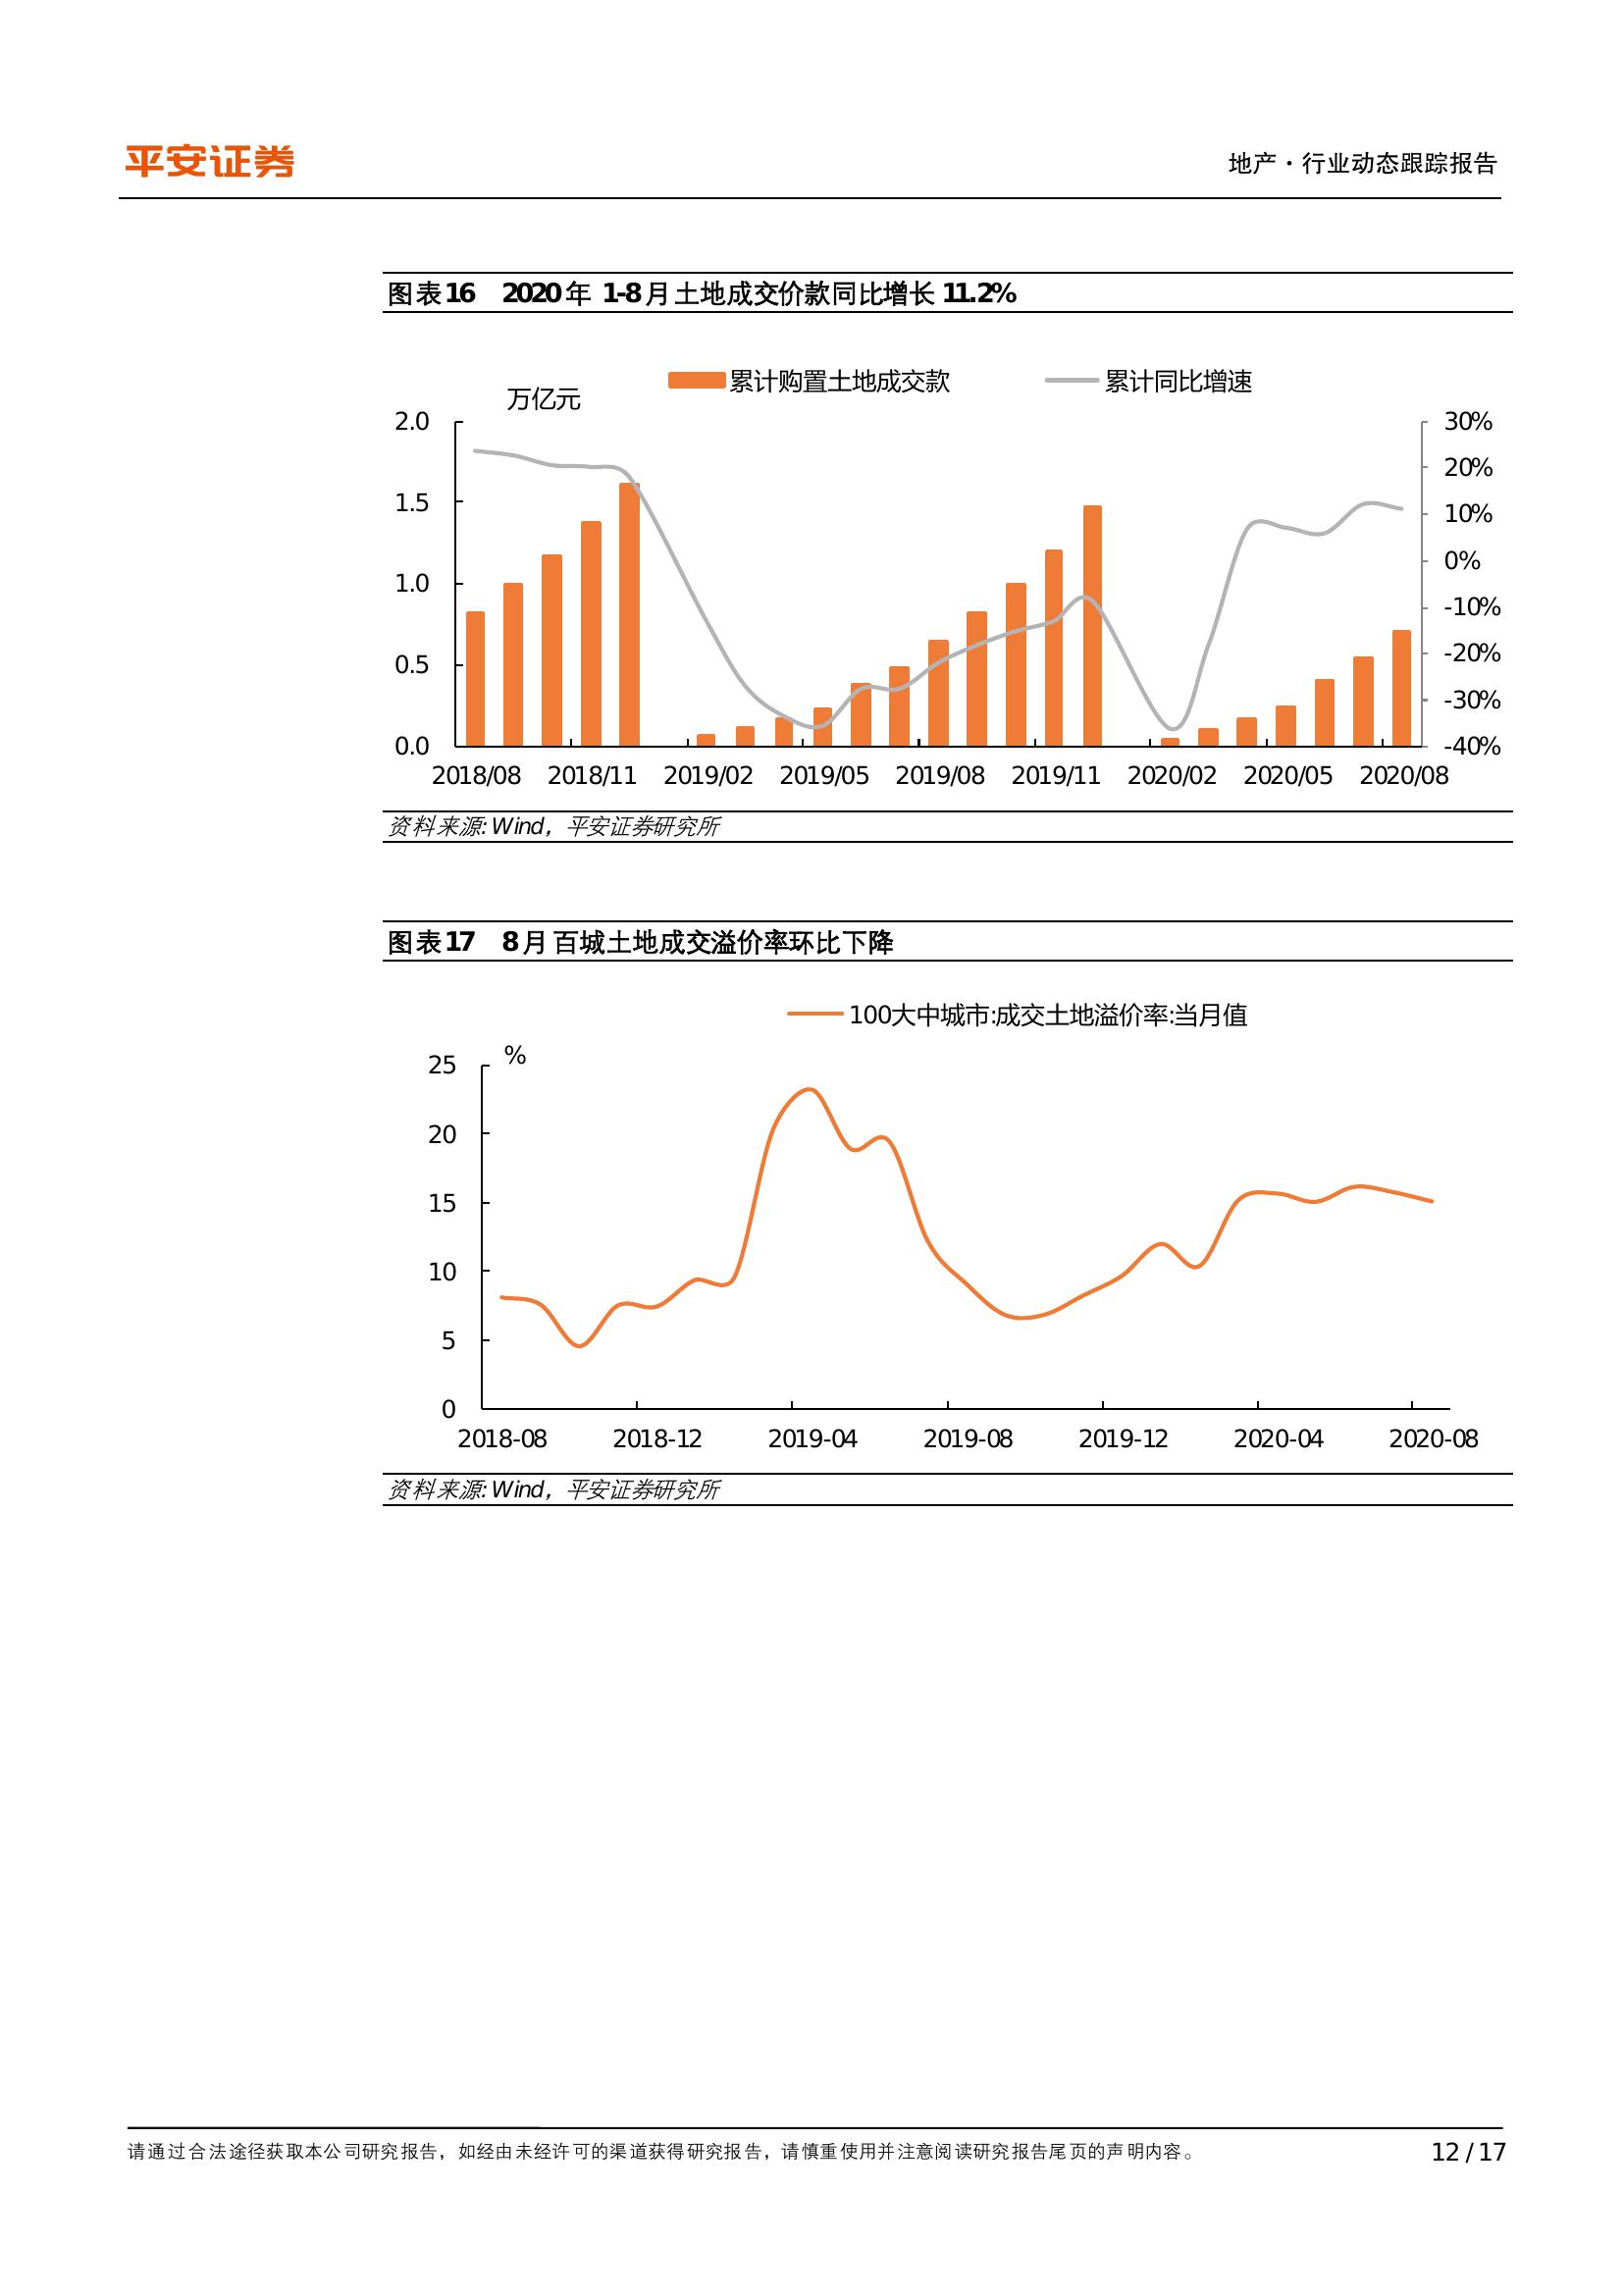 平安证券
地产·行业动态跟踪报告
图表16 2020年 1-8月土地成交价款同比增长 11.2%
累计购置土地成交款 累计同比增速
万亿元
2.0 30%
20%
1.5 10%
0%
1.0
-10%
0.5 -20%
-30%
0.0 -40%
2018/08 2018/11 2019/02 2019/05 2019/08 2019/11 2020/02 2020/05 2020/08
资料来源: Wind，平安证券研究所
图表17 8月百城土地成交溢价率环比下降
100大中城市:成交土地溢价率:当月值
%
25
20
15
10
5
0
2018-08 2018-12 2019-04 2019-08 2019-12 2020-04 2020-08
资料来源: Wind，平安证券研究所
请通过合法途径获取本公司研究报告，如经由未经许可的渠道获得研究报告，请慎重使用并注意阅读研究报告尾页的声明内容。 12 / 17